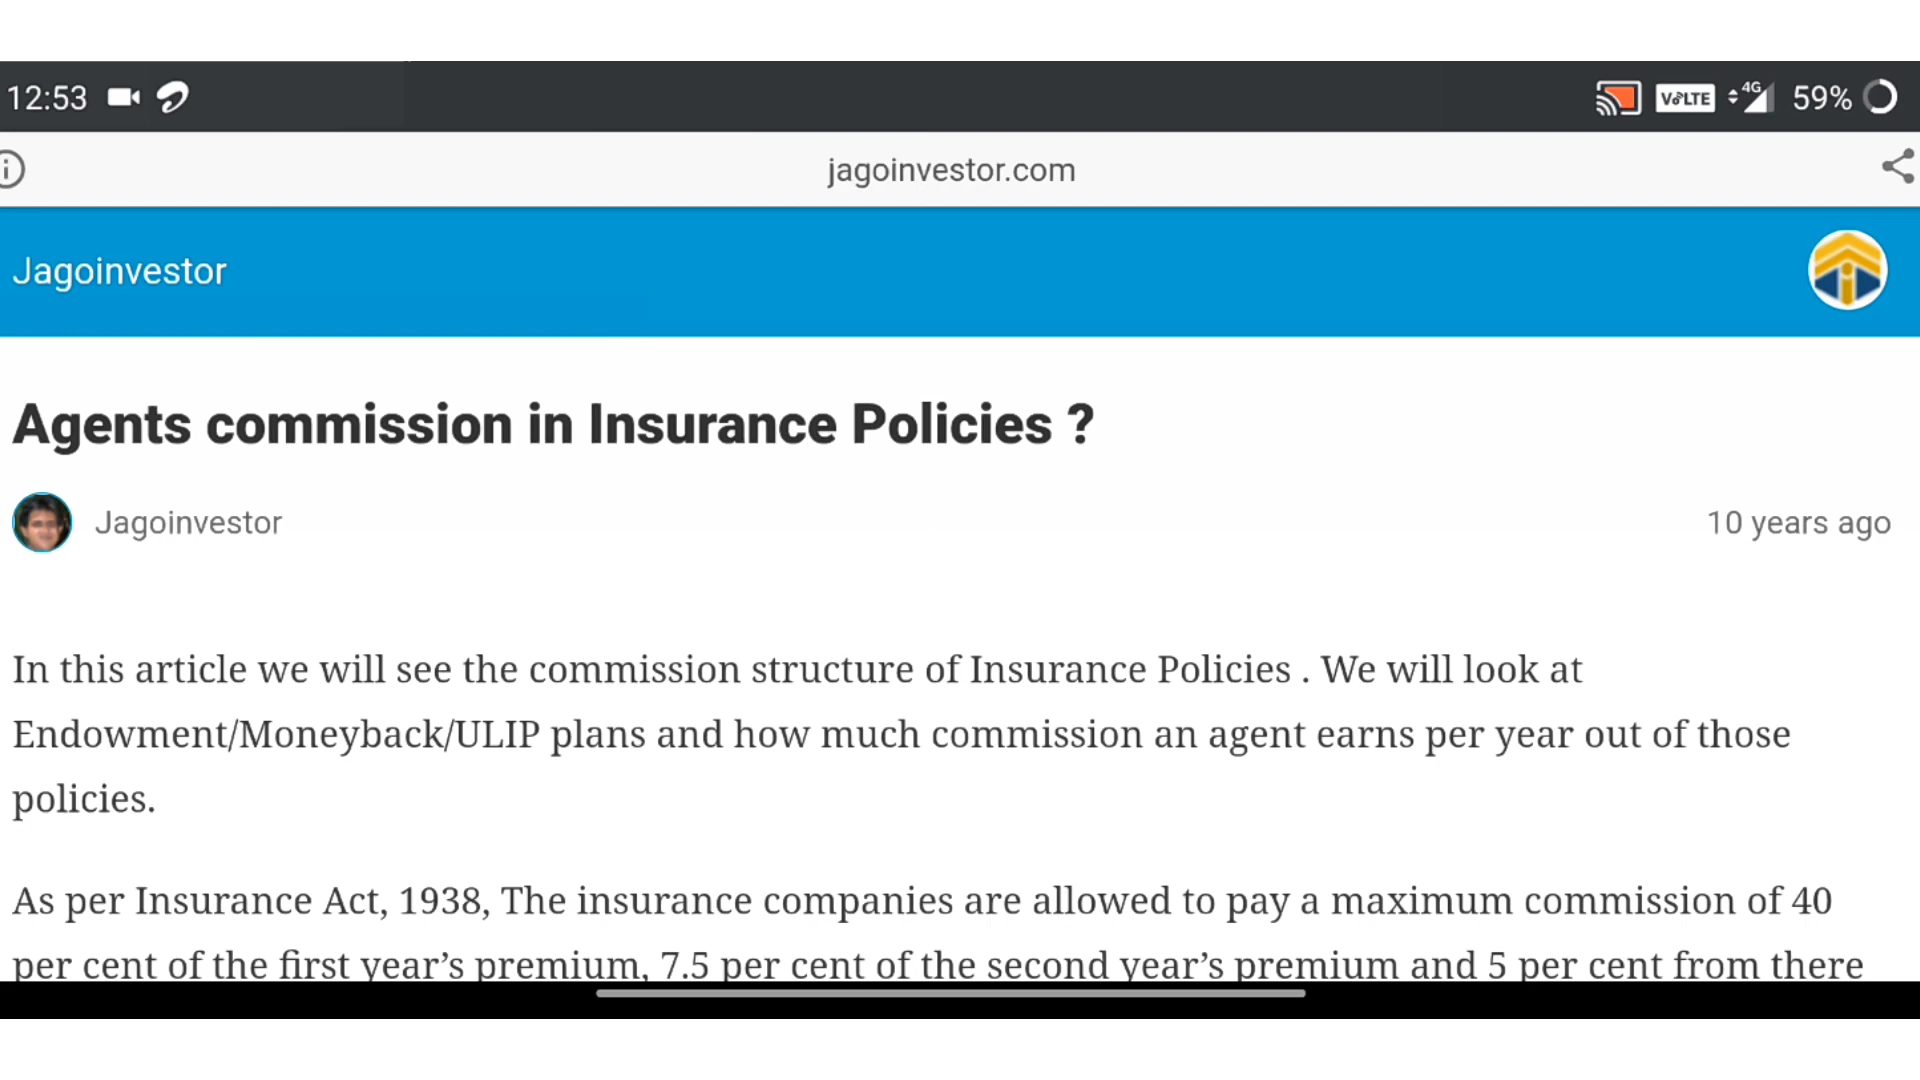 12:53
VoLTE 4G 59%
jagoinvestor.com
Jagoinvestor
Agents commission in Insurance Policies ?
Jagoinvestor
10 years ago
In this article we will see the commission structure of Insurance Policies . We will look at
Endowment/Moneyback/ULIP plans and how much commission an agent earns per year out of those
policies.
As per Insurance Act, 1938, The insurance companies are allowed to pay a maximum commission of 40
per cent of the first year’s premium, 7.5 per cent of the second year’s premium and 5 per cent from there